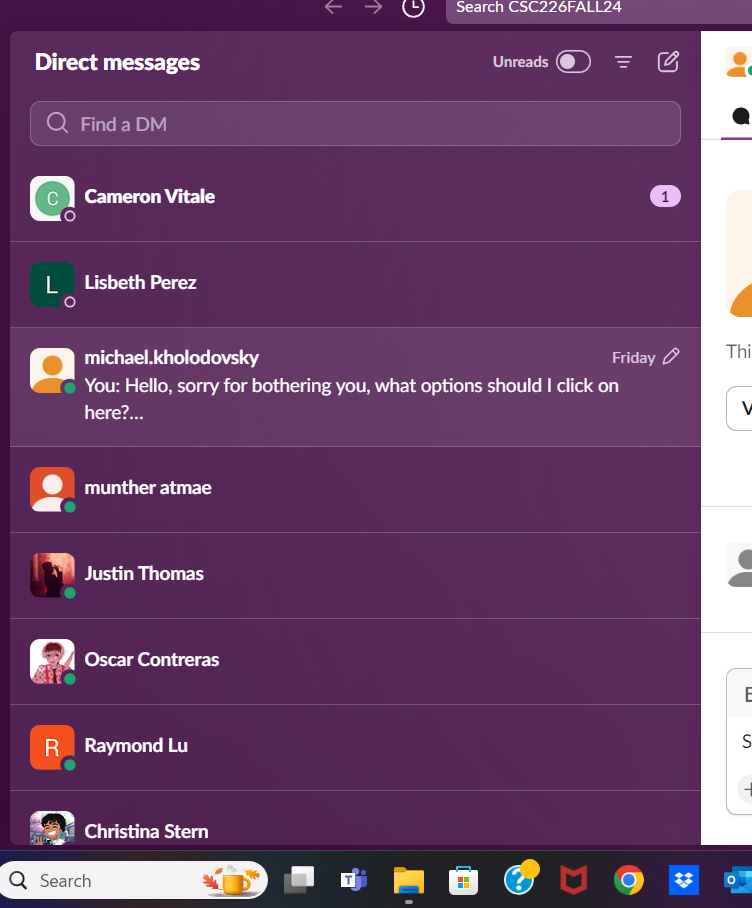 Search CSC226FALL24
Direct messages
Unreads
Find a DM
C
Cameron Vitale
1
L
Lisbeth Perez
michael.kholodovsky
Friday
You: Hello, sorry for bothering you, what options should I click on
here?...
munther atmae
Justin Thomas
Oscar Contreras
R
Raymond Lu
Christina Stern
Thi
V
S
Search